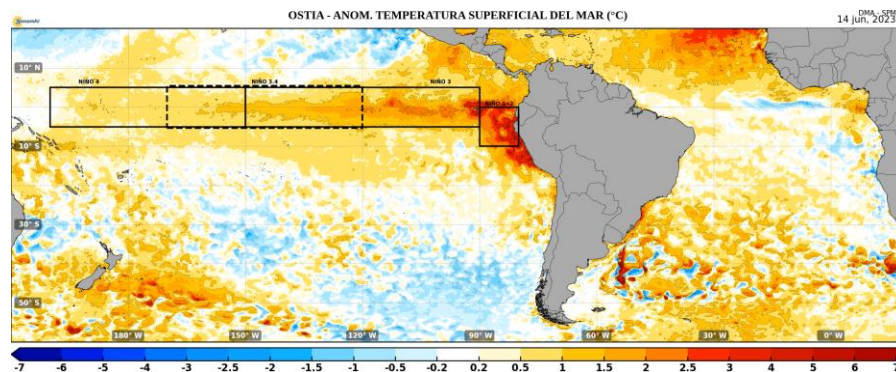 Senamhi
OSTIA - ANOM. TEMPERATURA SUPERFICIAL DEL MAR (°C)
DMA - SPM
14 jun, 2023
10° N
NIÑO 4
NIÑO 3.4
NIÑO 3
NIÑO 1+2
10° S
30° S
50° S
180° W
150° W
120° W
90° W
60° W
30° W
0° W
-7 -6 -5 -4 -3 -2.5 -2 -1.5 -1 -0.5 -0.2 0.2 0.5 1 1.5 2 2.5 3 4 5 6